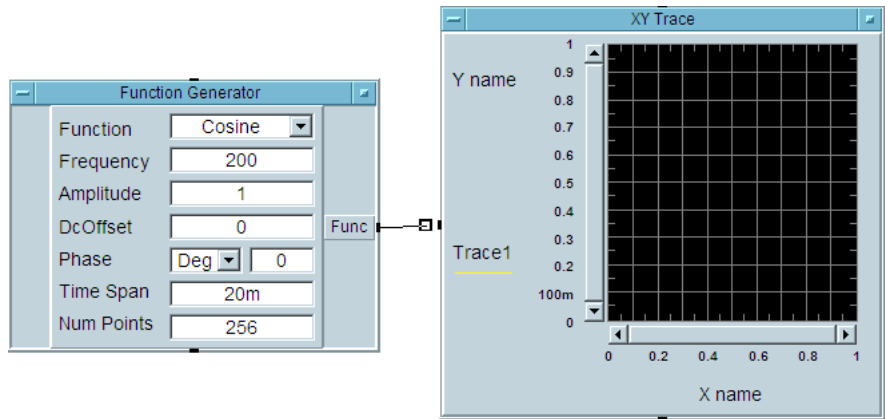 Function Generator
Function Cosine
Frequency 200
Amplitude 1
DcOffset 0
Phase Deg 0
Time Span 20m
Num Points 256
Func
XY Trace
Y name
Trace1
1
0.9
0.8
0.7
0.6
0.5
0.4
0.3
0.2
100m
0
0 0.2 0.4 0.6 0.8 1
X name